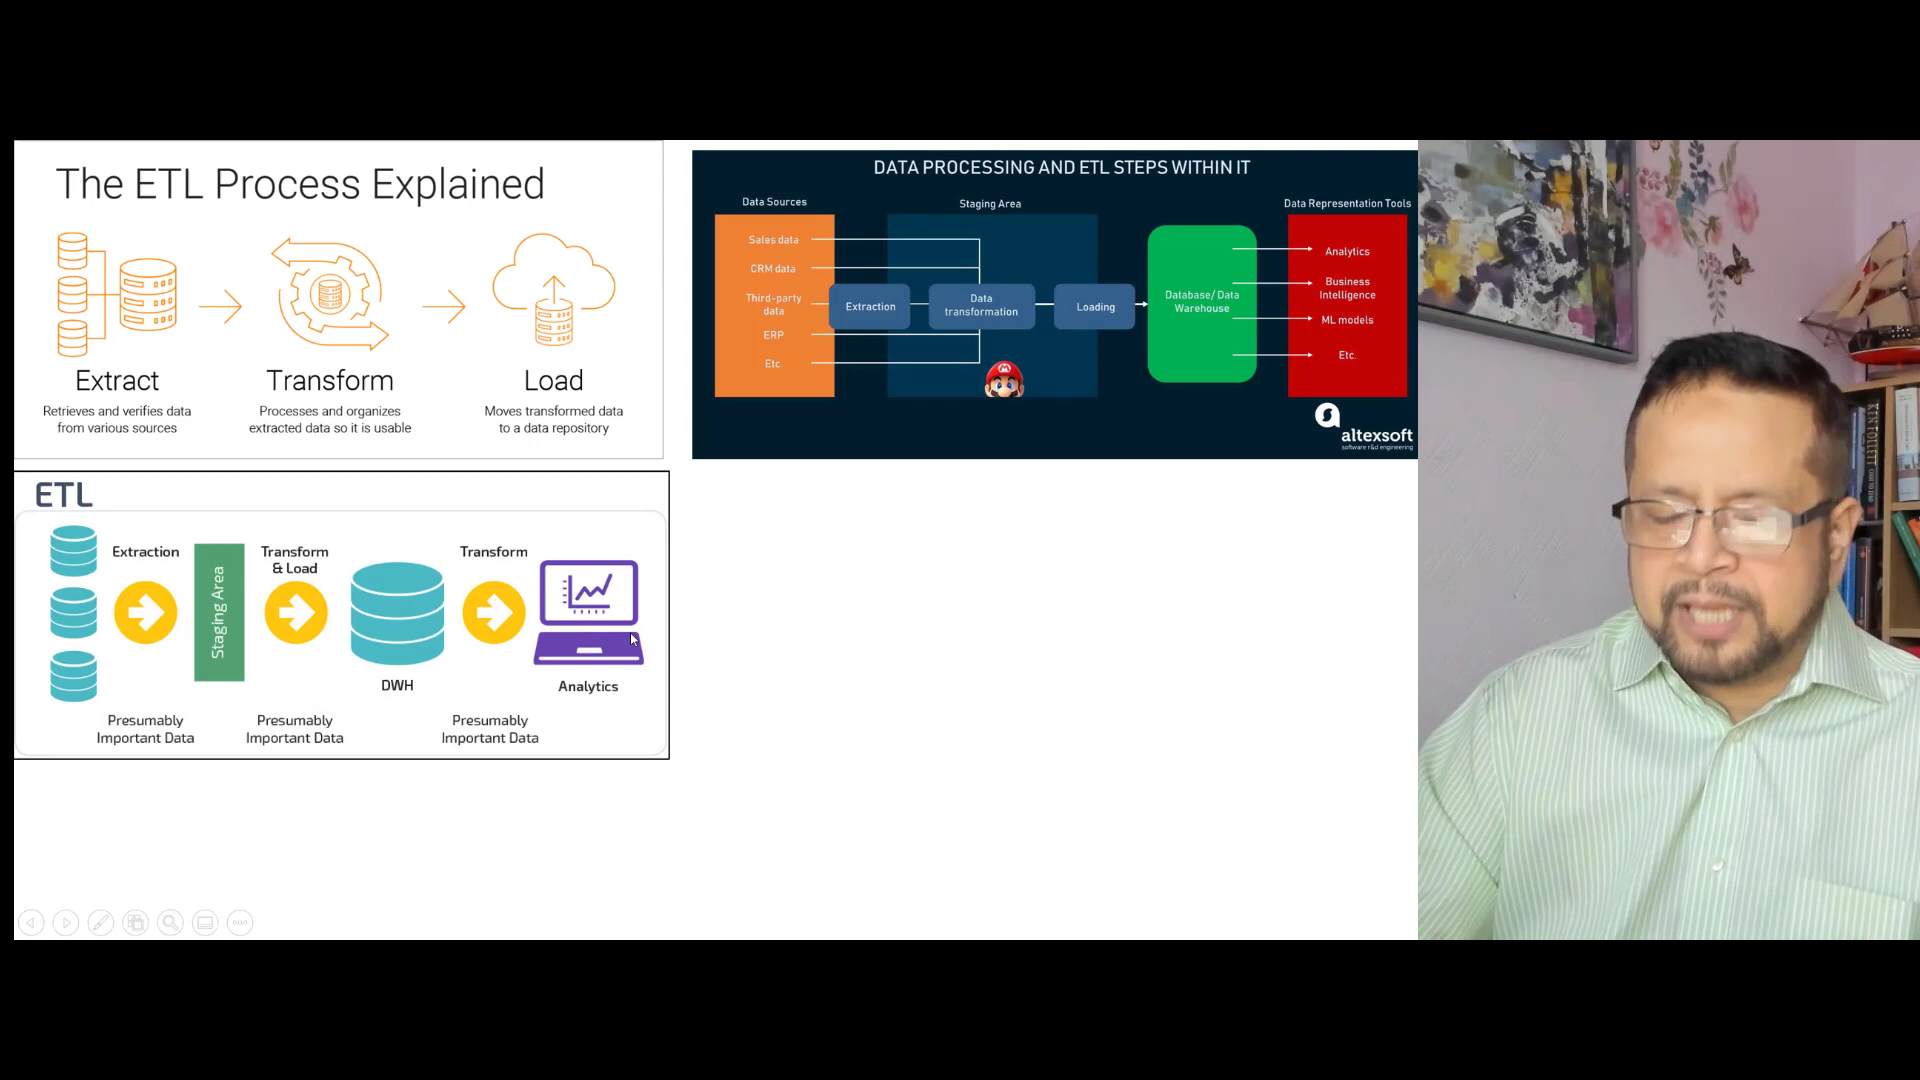 The ETL Process Explained
Extract
Retrieves and verifies data
from various sources
Transform
Processes and organizes
extracted data so it is usable
Load
Moves transformed data
to a data repository
DATA PROCESSING AND ETL STEPS WITHIN IT
Data Sources
Staging Area
Data Representation Tools
Sales data
CRM data
Third-party
data
ERP
Etc.
Extraction
Data
transformation
Loading
Database/ Data
Warehouse
Analytics
Business
Intelligence
ML models
Etc.
M
altexsoft
software r&d engineering
ETL
Extraction
Staging Area
Transform
& Load
DWH
Transform
Analytics
Presumably
Important Data
Presumably
Important Data
Presumably
Important Data
KEN FOLLETT